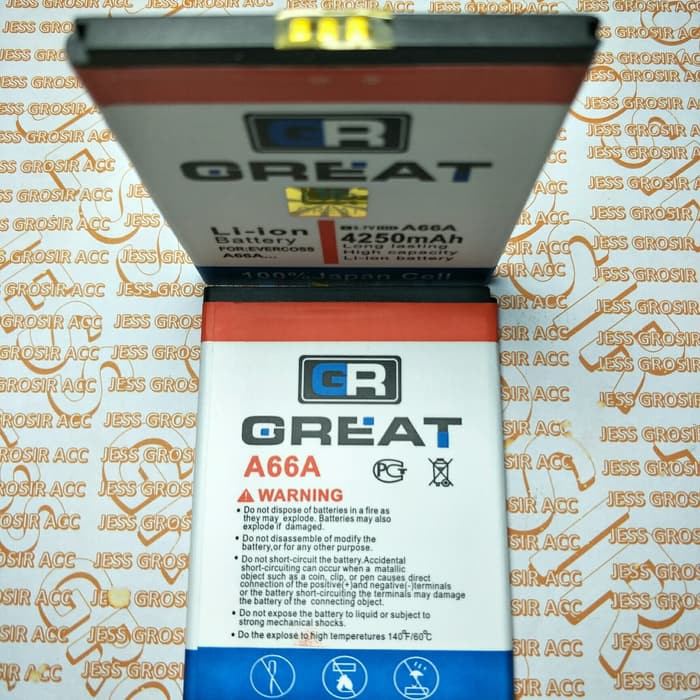 JESS GROSIR ACC
GR
GREAT
Li-ion
Battery
FOR:EVERCOSS
A66A...
3.7V A66A
4250mAh
Long lasting
High capacity
Li-ion battery
100% Japan Cell
GR
GREAT
A66A
PCT
WARNING
• Do not dispose of batteries in a fire as
they may explode. Batteries may also
explode if damaged.
• Do not disassemble of modify the
battery,or for any other purpose.
• Do not short-circuit the battery.Accidental
short-circuiting can occur when a matallic
object such as a coin, clip, or pen causes direct
connection of the positive(+)and negative(-)terminals
or the battery short-circuiting the terminals may damage
the battery of the connecting object.
• Do not expose the battery to liquid or subject to
strong mechanical shocks.
• Do the explose to high temperetures 140°F/60°C